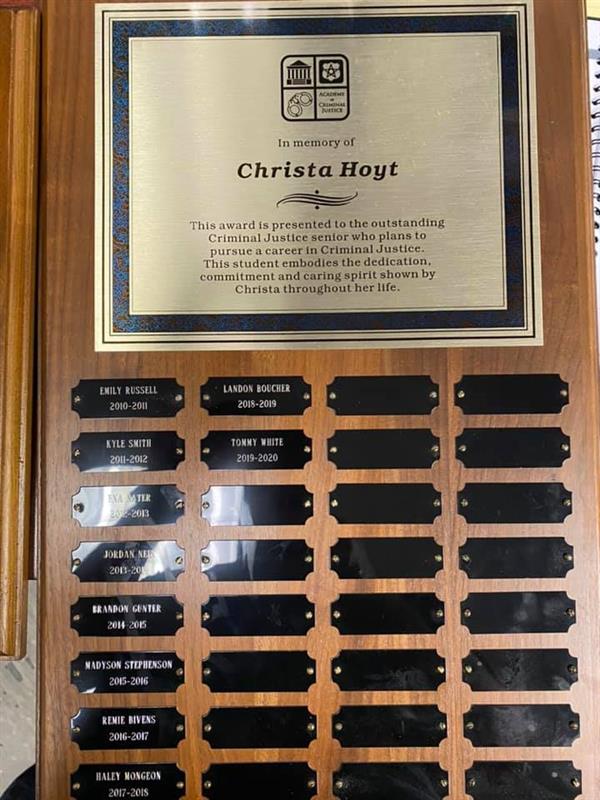 ACADEMY
OF
CRIMINAL
JUSTICE
In memory of
Christa Hoyt
This award is presented to the outstanding
Criminal Justice senior who plans to
pursue a career in Criminal Justice.
This student embodies the dedication,
commitment and caring spirit shown by
Christa throughout her life.
EMILY RUSSELL
2010-2011
KYLE SMITH
2011-2012
2012-2013
JORDAN
BRANDON GUNTER
2014-2015
MADYSON STEPHENSON
2015-2016
REMIE BIVENS
2016-2017
HALEY MONGEON
2017-2018
LANDON BOUCHER
2018-2019
TOMMY WHITE
2019-2020